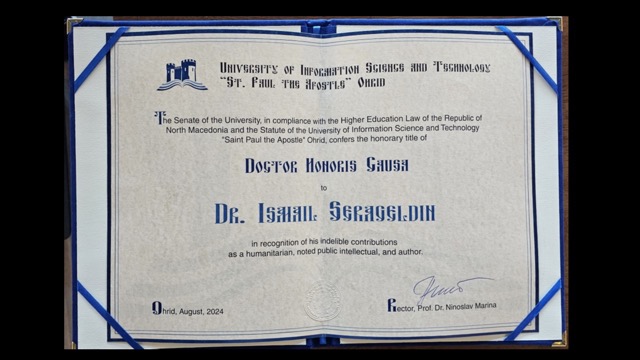 University of Information Science and Technology
"St. Paul the Apostle" Ohrid
The Senate of the University, in compliance with the Higher Education Law of the Republic of
North Macedonia and the Statute of the University of Information Science and Technology
"Saint Paul the Apostle" Ohrid, confers the honorary title of
Doctor Honoris Causa
to
Dr. Ismail Serageldin
in recognition of his indelible contributions
as a humanitarian, noted public intellectual, and author.
Ohrid, August, 2024
Rector, Prof. Dr. Ninoslav Marina